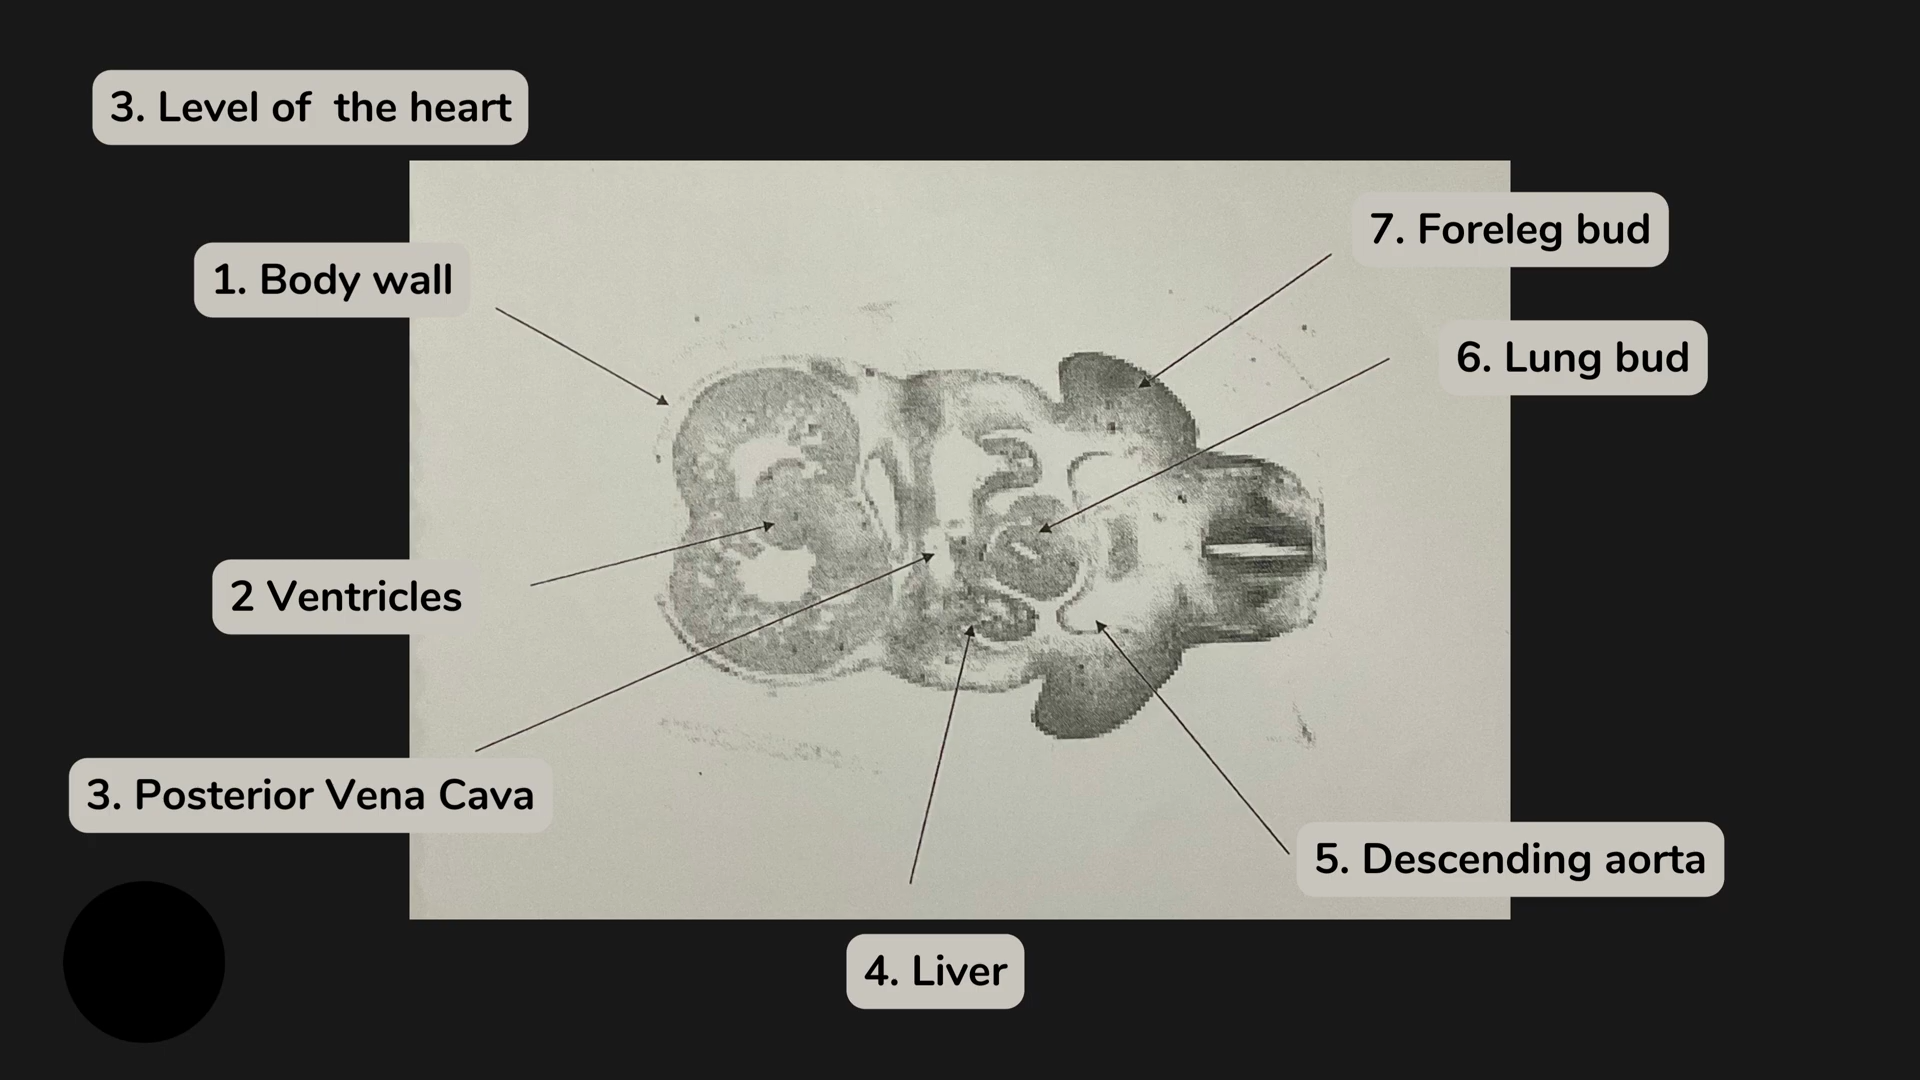 3. Level of  the heart
7. Foreleg bud
1. Body wall
6. Lung bud
2 Ventricles
3. Posterior Vena Cava
5. Descending aorta
4. Liver